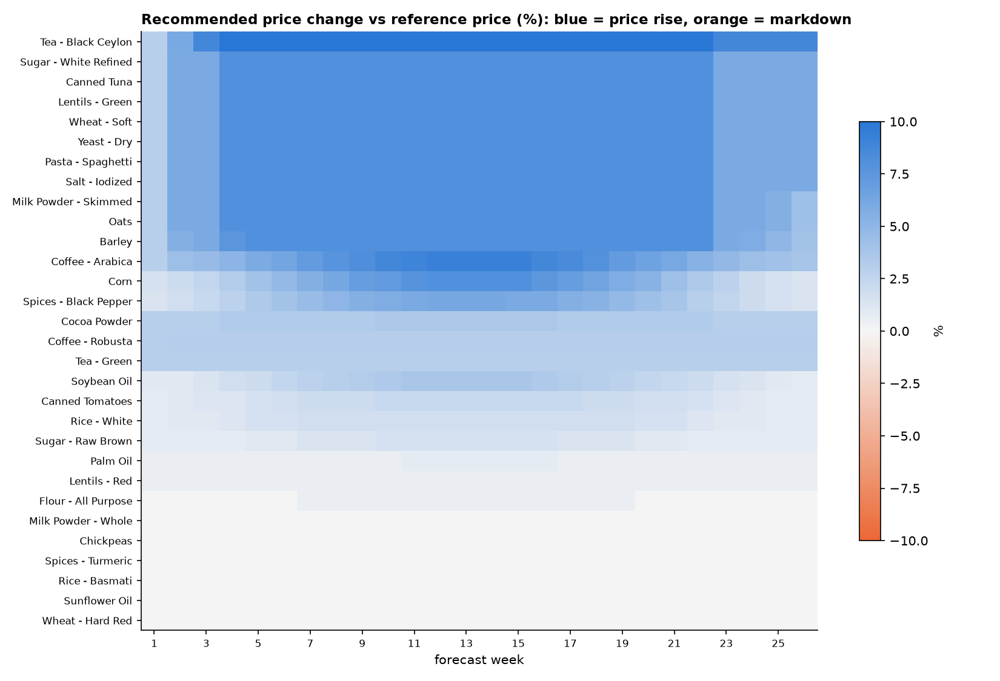 Recommended price change vs reference price (%): blue = price rise, orange = markdown
Tea - Black Ceylon
Sugar - White Refined
Canned Tuna
Lentils - Green
Wheat - Soft
Yeast - Dry
Pasta - Spaghetti
Salt - Iodized
Milk Powder - Skimmed
Oats
Barley
Coffee - Arabica
Corn
Spices - Black Pepper
Cocoa Powder
Coffee - Robusta
Tea - Green
Soybean Oil
Canned Tomatoes
Rice - White
Sugar - Raw Brown
Palm Oil
Lentils - Red
Flour - All Purpose
Milk Powder - Whole
Chickpeas
Spices - Turmeric
Rice - Basmati
Sunflower Oil
Wheat - Hard Red
1 3 5 7 9 11 13 15 17 19 21 23 25
forecast week
10.0
7.5
5.0
2.5
0.0
−2.5
−5.0
−7.5
−10.0
%